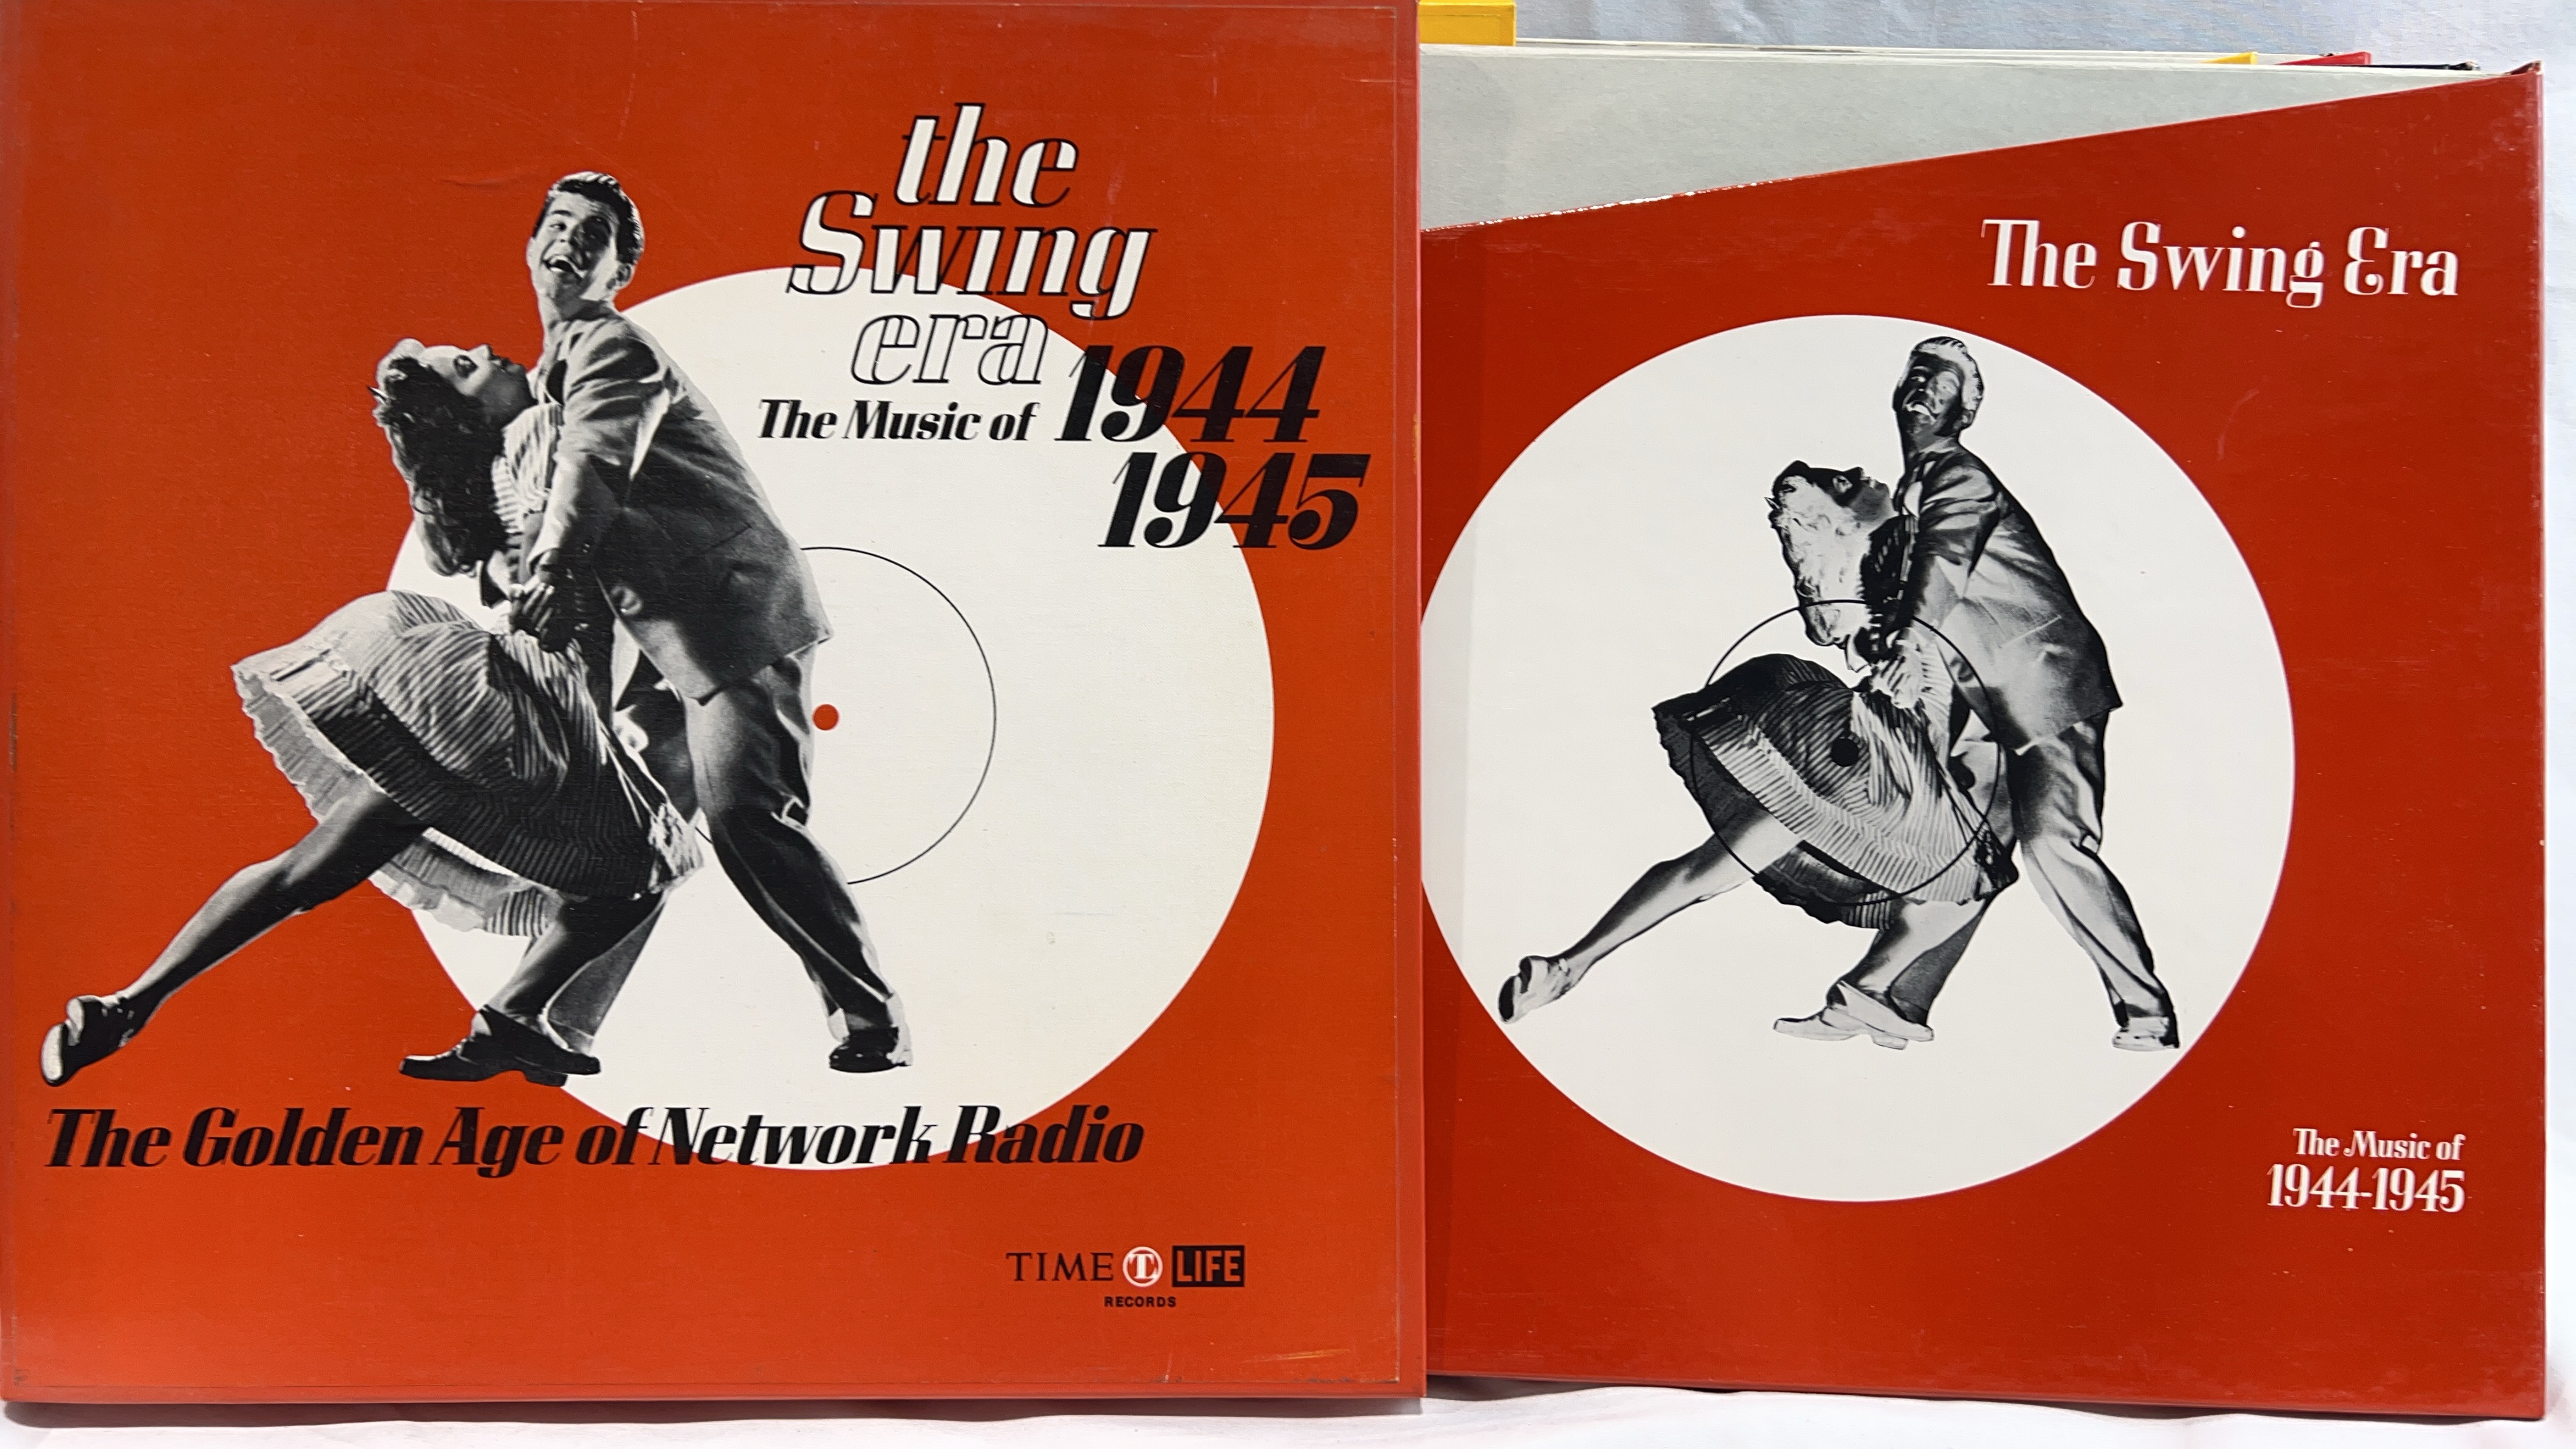 the
Swing
era
The Music of 1944
1945
The Golden Age of Network Radio
TIME TL LIFE
RECORDS
The Swing Era
The Music of
1944-1945